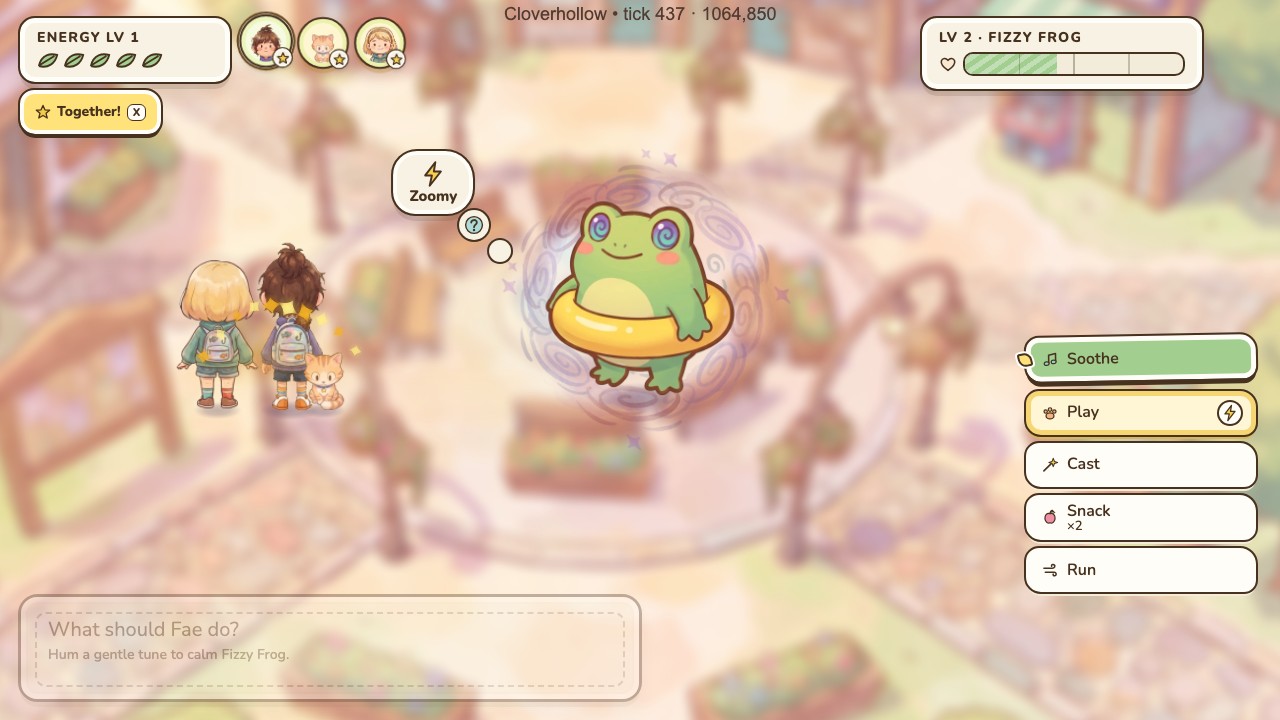 Cloverhollow • tick 437 · 1064,850
ENERGY LV 1
LV 2 · FIZZY FROG
Together! X
Zoomy
?
Soothe
Play
Cast
Snack
×2
Run
What should Fae do?
Hum a gentle tune to calm Fizzy Frog.